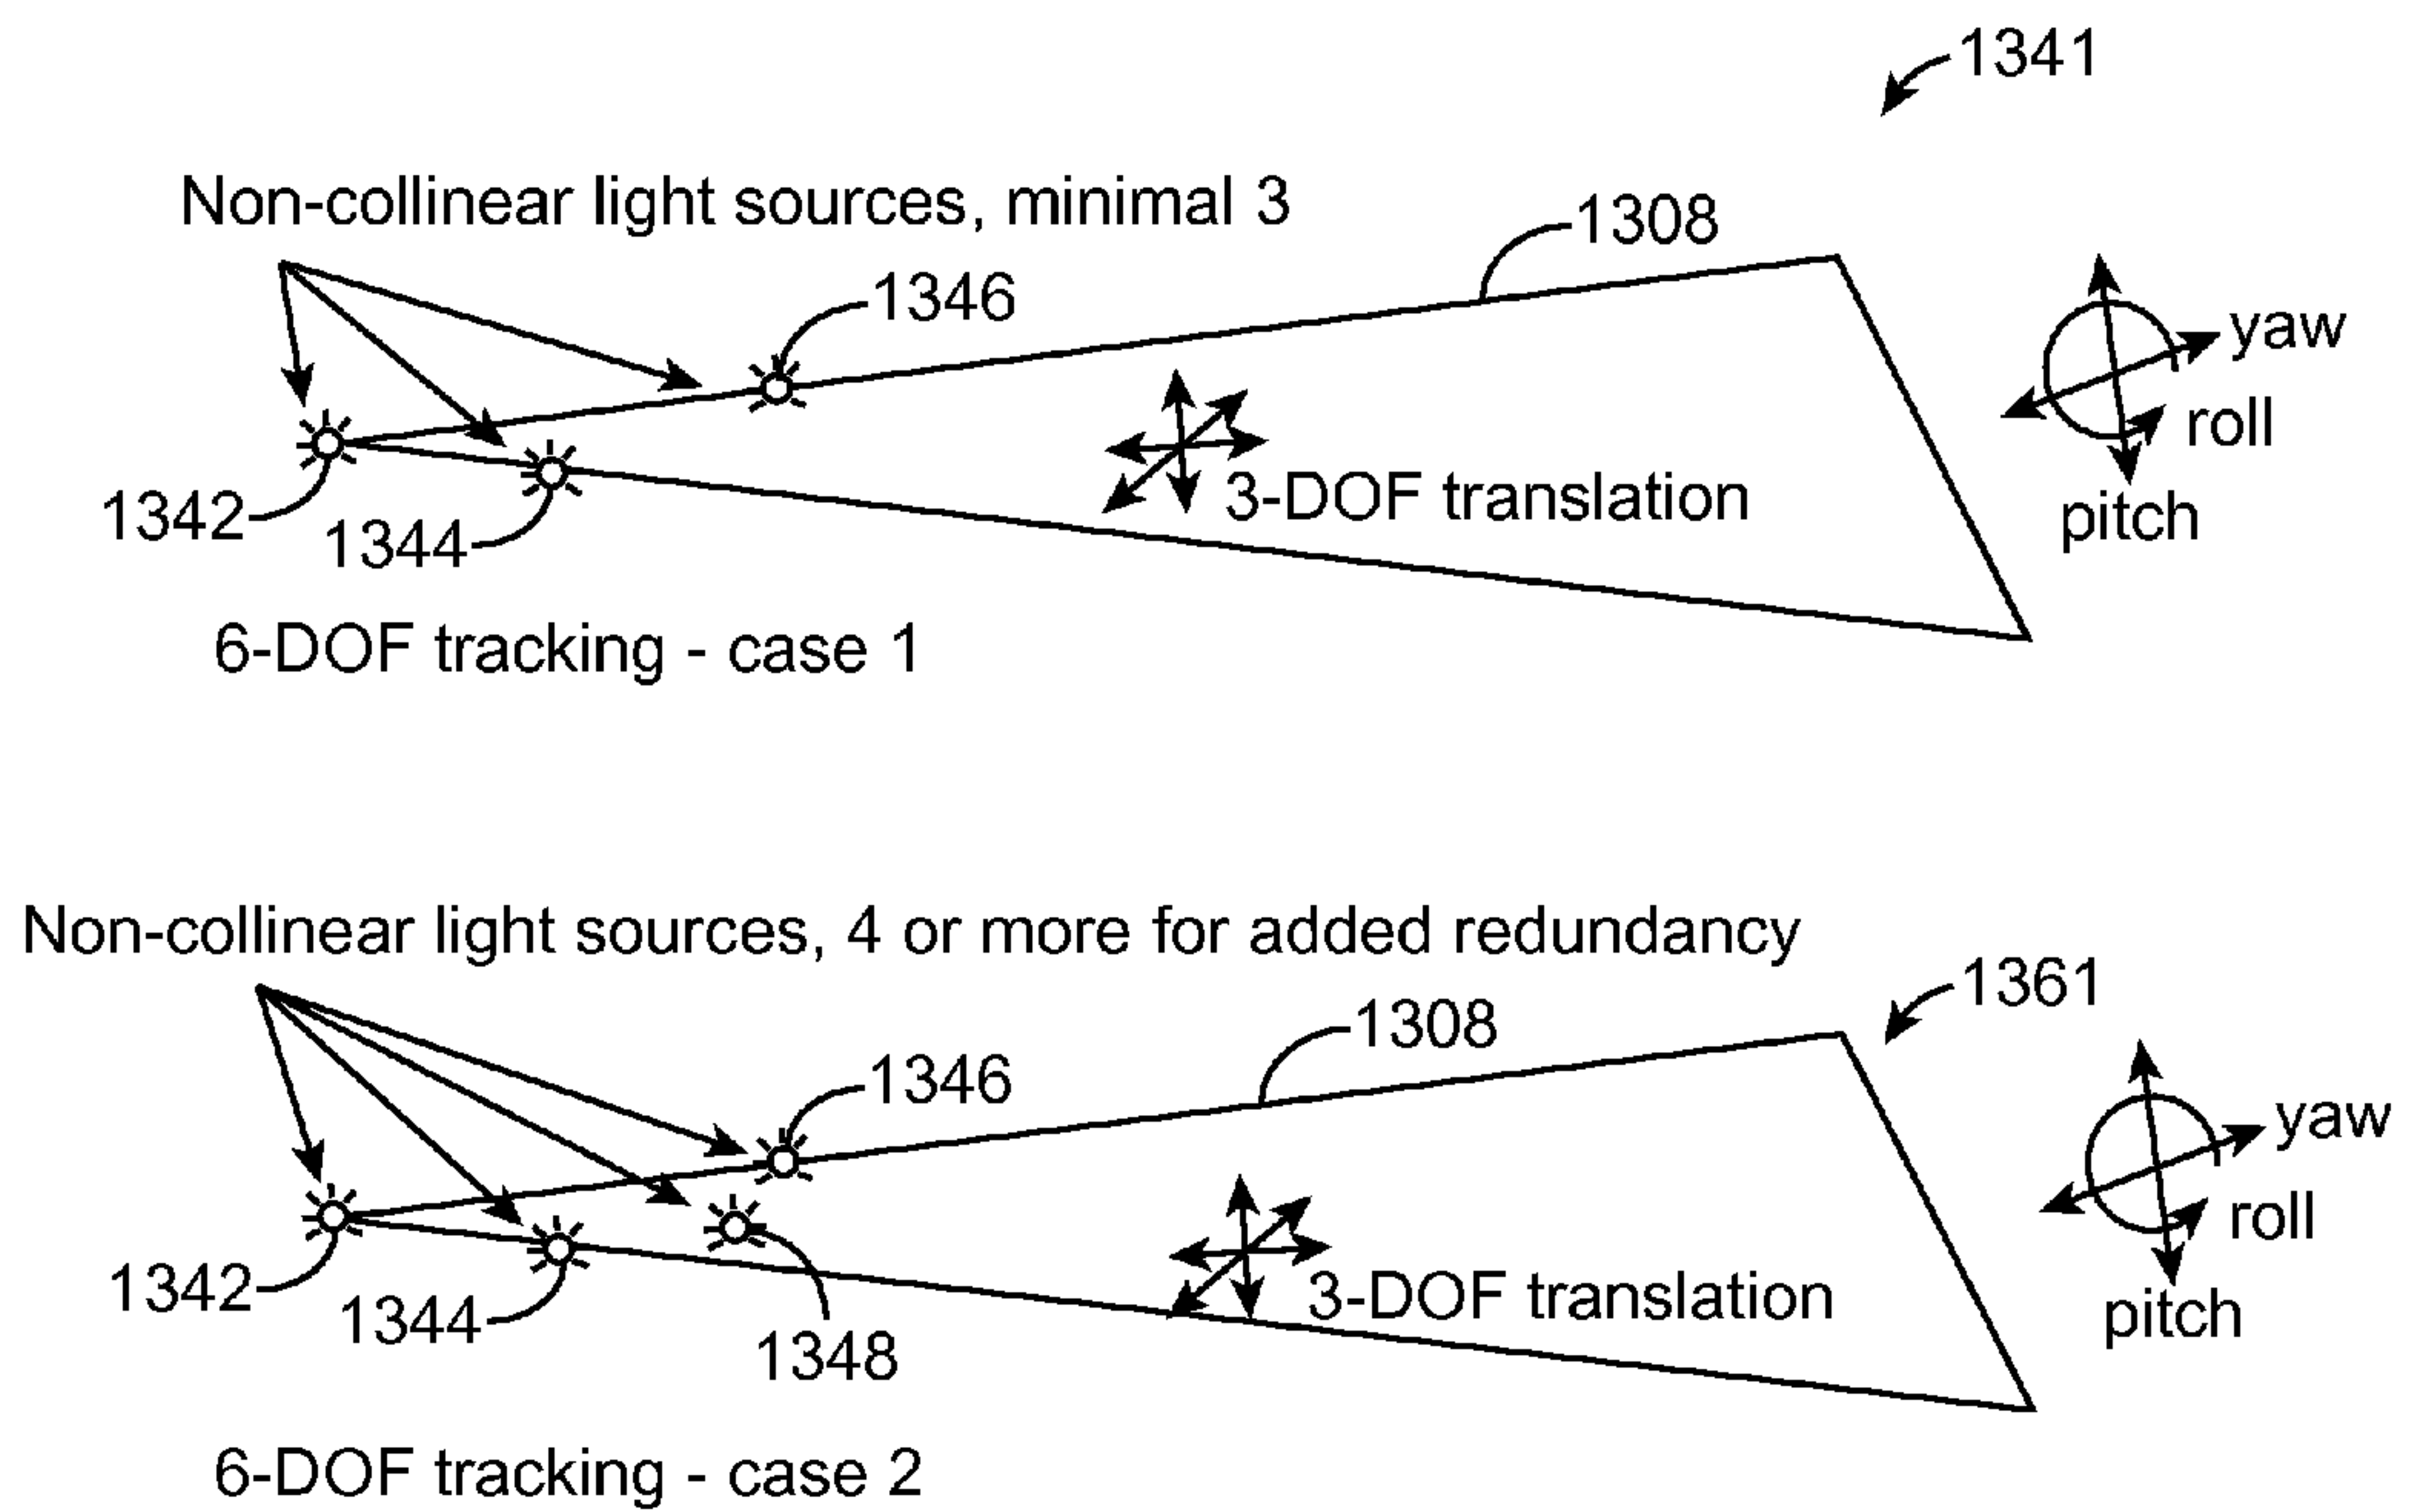 1341
Non-collinear light sources, minimal 3
1308
1346
yaw
roll
1342
3-DOF translation
pitch
1344
6-DOF tracking - case 1
Non-collinear light sources, 4 or more for added redundancy
1361
1308
1346
yaw
roll
1342
3-DOF translation
1344
pitch
1348
6-DOF tracking - case 2